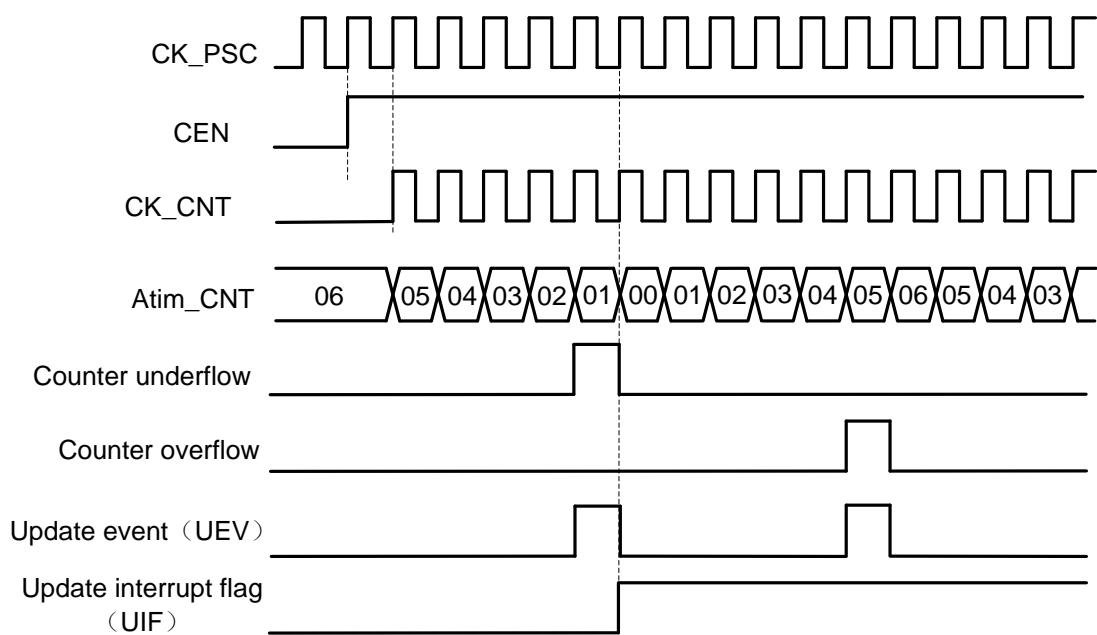 CK_PSC
CEN
CK_CNT
Atim_CNT 06 05 04 03 02 01 00 01 02 03 04 05 06 05 04 03
Counter underflow
Counter overflow
Update event（UEV）
Update interrupt flag
（UIF）